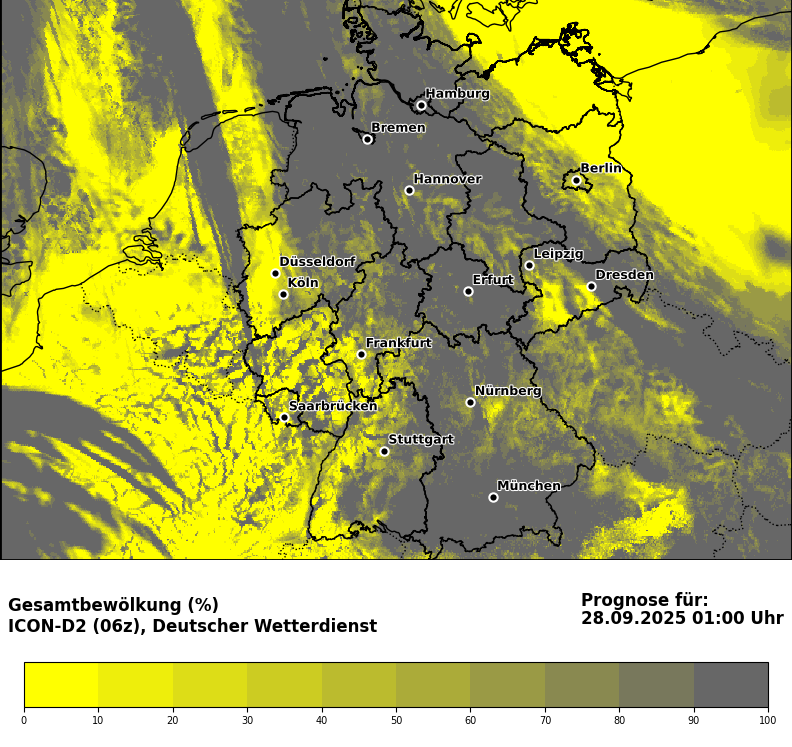 Hamburg
Bremen
Berlin
Hannover
Leipzig
Düsseldorf
Dresden
Köln
Erfurt
Frankfurt
Nürnberg
Saarbrücken
Stuttgart
München
Gesamtbewölkung (%)
ICON-D2 (06z), Deutscher Wetterdienst
Prognose für:
28.09.2025 01:00 Uhr
0 10 20 30 40 50 60 70 80 90 100